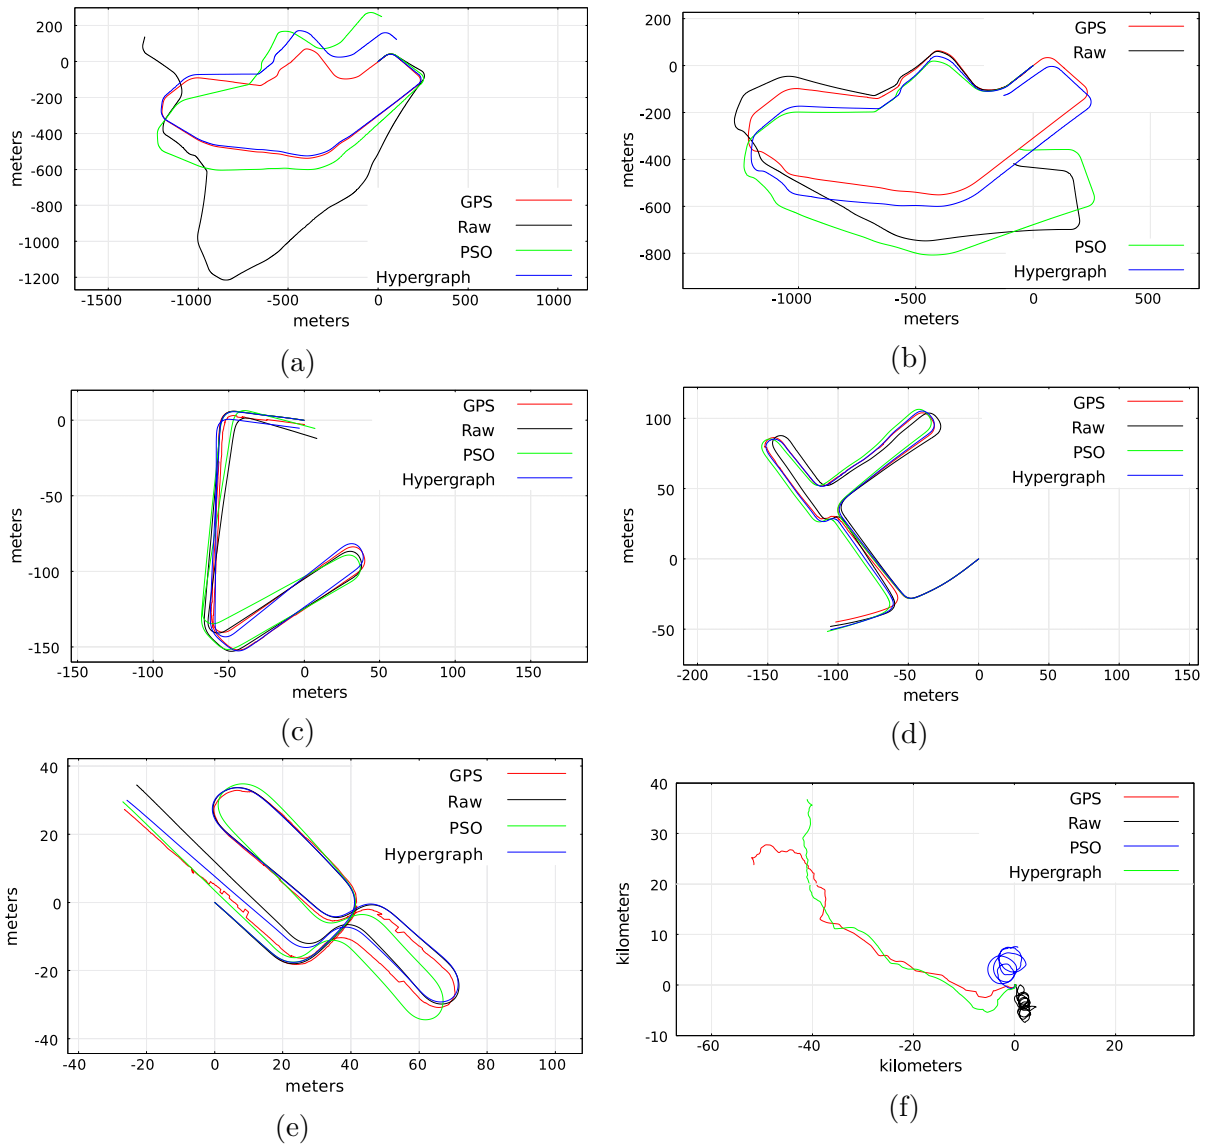 200
0
-200
-400
-600
-800
-1000
-1200
meters
GPS
Raw
PSO
Hypergraph
-1500 -1000 -500 0 500 1000
meters
(a)
200
0
-200
-400
-600
-800
meters
GPS
Raw
PSO
Hypergraph
-1000 -500 0 500
meters
(b)
0
-50
-100
-150
meters
GPS
Raw
PSO
Hypergraph
-150 -100 -50 0 50 100 150
meters
(c)
100
50
0
-50
meters
GPS
Raw
PSO
Hypergraph
-200 -150 -100 -50 0 50 100 150
meters
(d)
40
20
0
-20
-40
meters
GPS
Raw
PSO
Hypergraph
-40 -20 0 20 40 60 80 100
meters
(e)
40
30
20
10
0
-10
kilometers
GPS
Raw
PSO
Hypergraph
-60 -40 -20 0 20
kilometers
(f)